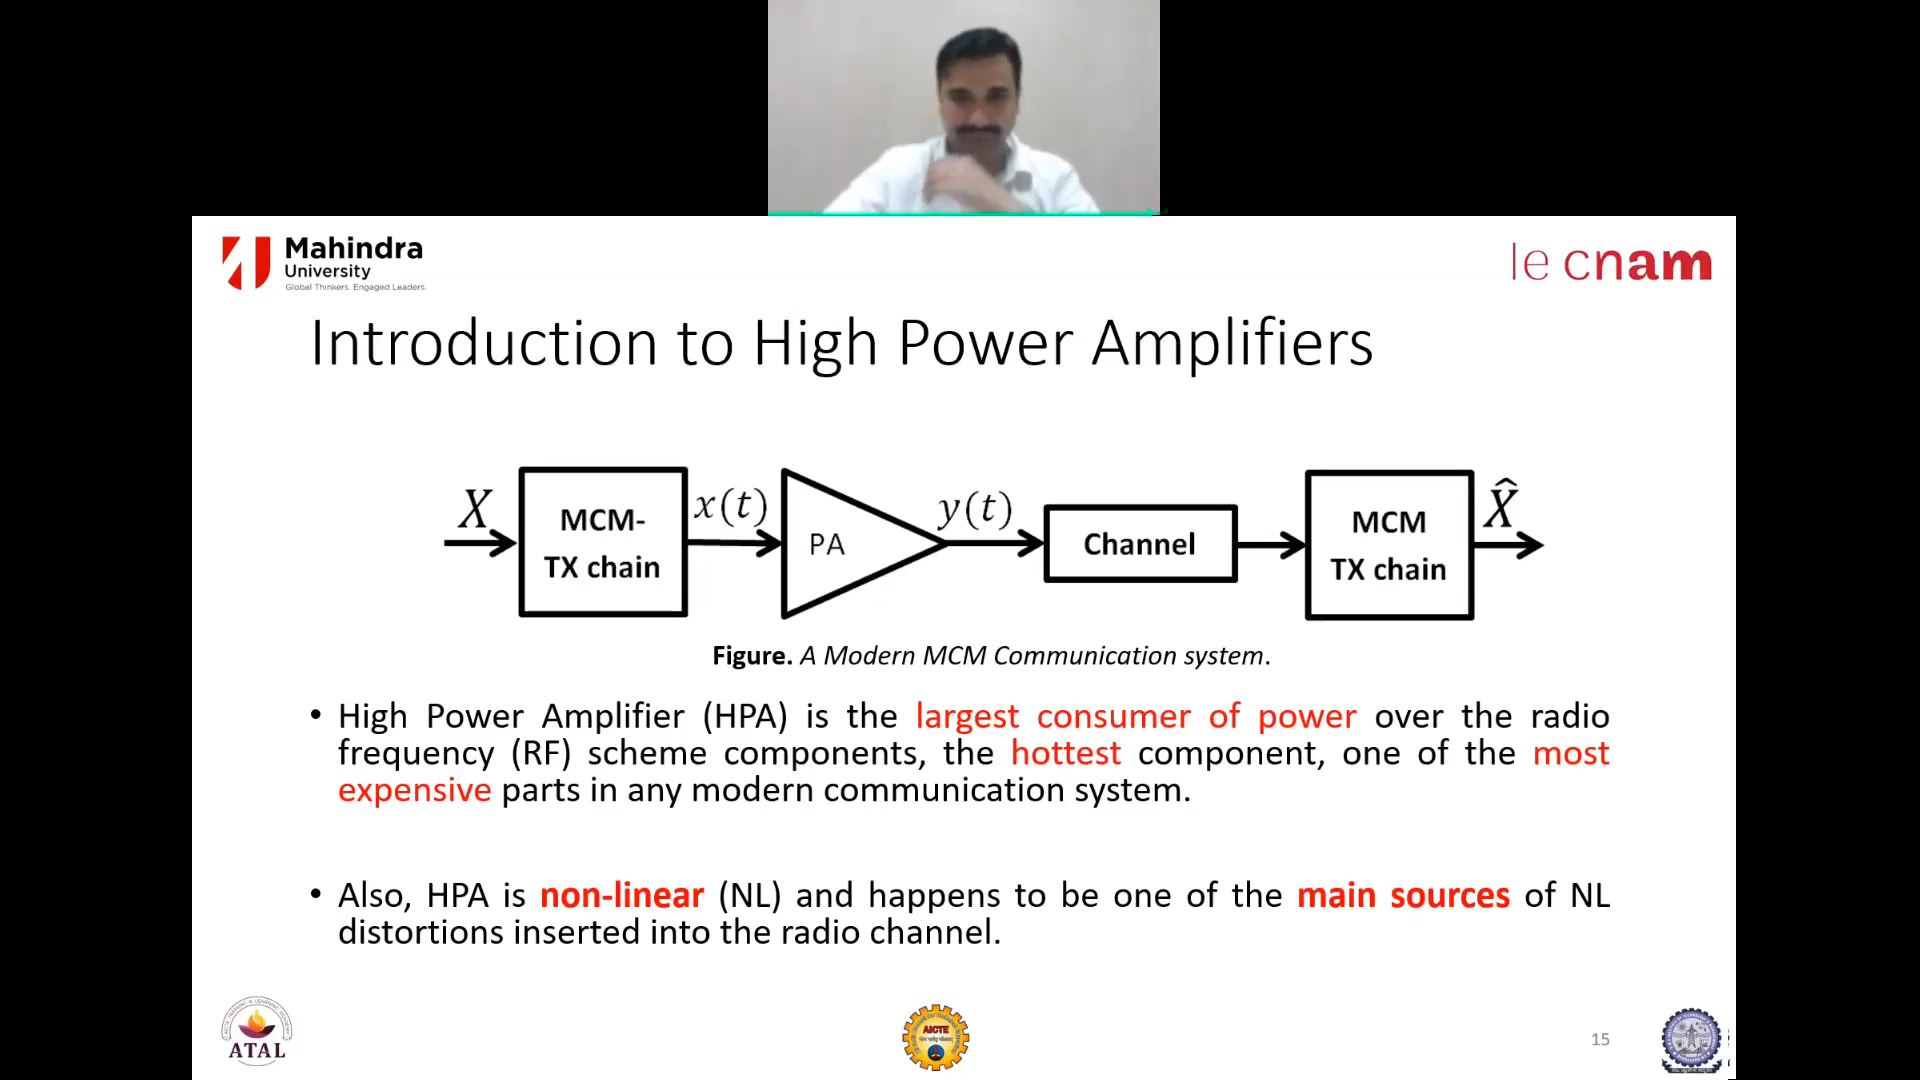 Mahindra
University
Global Thinkers. Engaged Leaders.
le cnam
Introduction to High Power Amplifiers
X
MCM-
TX chain
x(t)
PA
y(t)
Channel
MCM
TX chain
X̂
Figure. A Modern MCM Communication system.
• High Power Amplifier (HPA) is the largest consumer of power over the radio
frequency (RF) scheme components, the hottest component, one of the most
expensive parts in any modern communication system.
• Also, HPA is non-linear (NL) and happens to be one of the main sources of NL
distortions inserted into the radio channel.
ATAL
AICTE
15